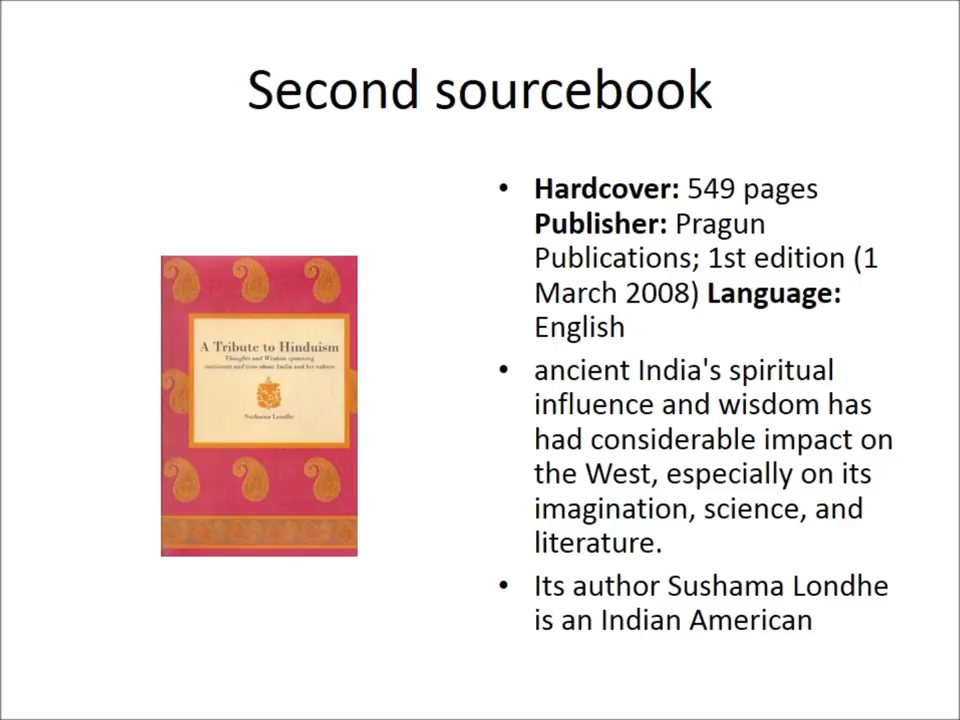 Second sourcebook
• Hardcover: 549 pages
Publisher: Pragun
Publications; 1st edition (1
March 2008) Language:
English
• ancient India's spiritual
influence and wisdom has
had considerable impact on
the West, especially on its
imagination, science, and
literature.
• Its author Sushama Londhe
is an Indian American
A Tribute to Hinduism
Thoughts and Wisdom spanning
continents and time about India and her culture
Sushama Londhe